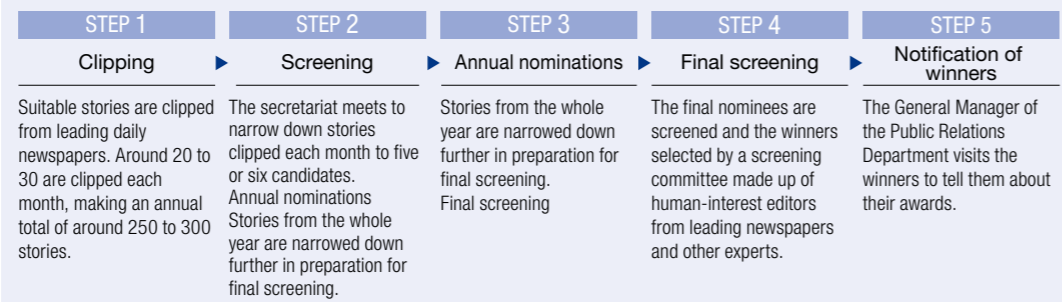 STEP 1
Clipping
Suitable stories are clipped
from leading daily
newspapers. Around 20 to
30 are clipped each
month, making an annual
total of around 250 to 300
stories.
STEP 2
Screening
The secretariat meets to
narrow down stories
clipped each month to five
or six candidates.
Annual nominations
Stories from the whole
year are narrowed down
further in preparation for
final screening.
STEP 3
Annual nominations
Stories from the whole
year are narrowed down
further in preparation for
final screening.
Final screening
STEP 4
Final screening
The final nominees are
screened and the winners
selected by a screening
committee made up of
human-interest editors
from leading newspapers
and other experts.
STEP 5
Notification of
winners
The General Manager of
the Public Relations
Department visits the
winners to tell them about
their awards.